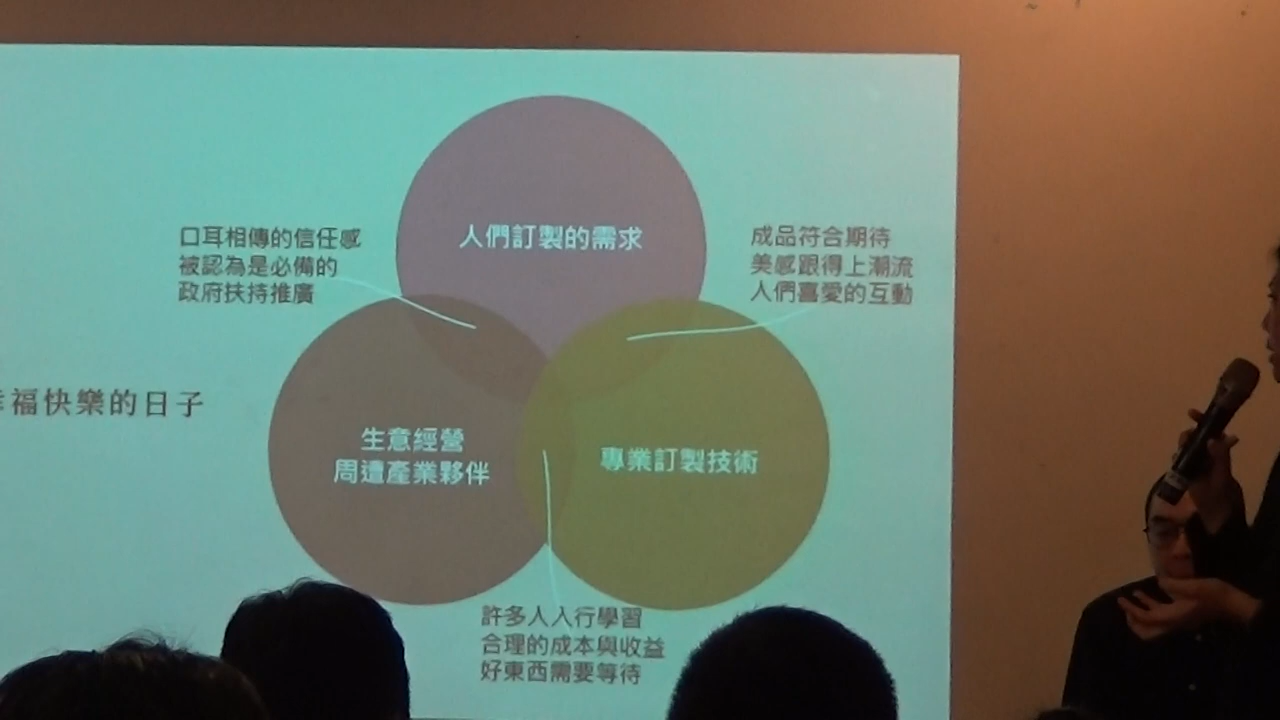 人們訂製的需求
口耳相傳的信任感
被認為是必備的
政府扶持推廣
成品符合期待
美感跟得上潮流
人們喜愛的互動
幸福快樂的日子
生意經營
周遭產業夥伴
專業訂製技術
許多人入行學習
合理的成本與收益
好東西需要等待